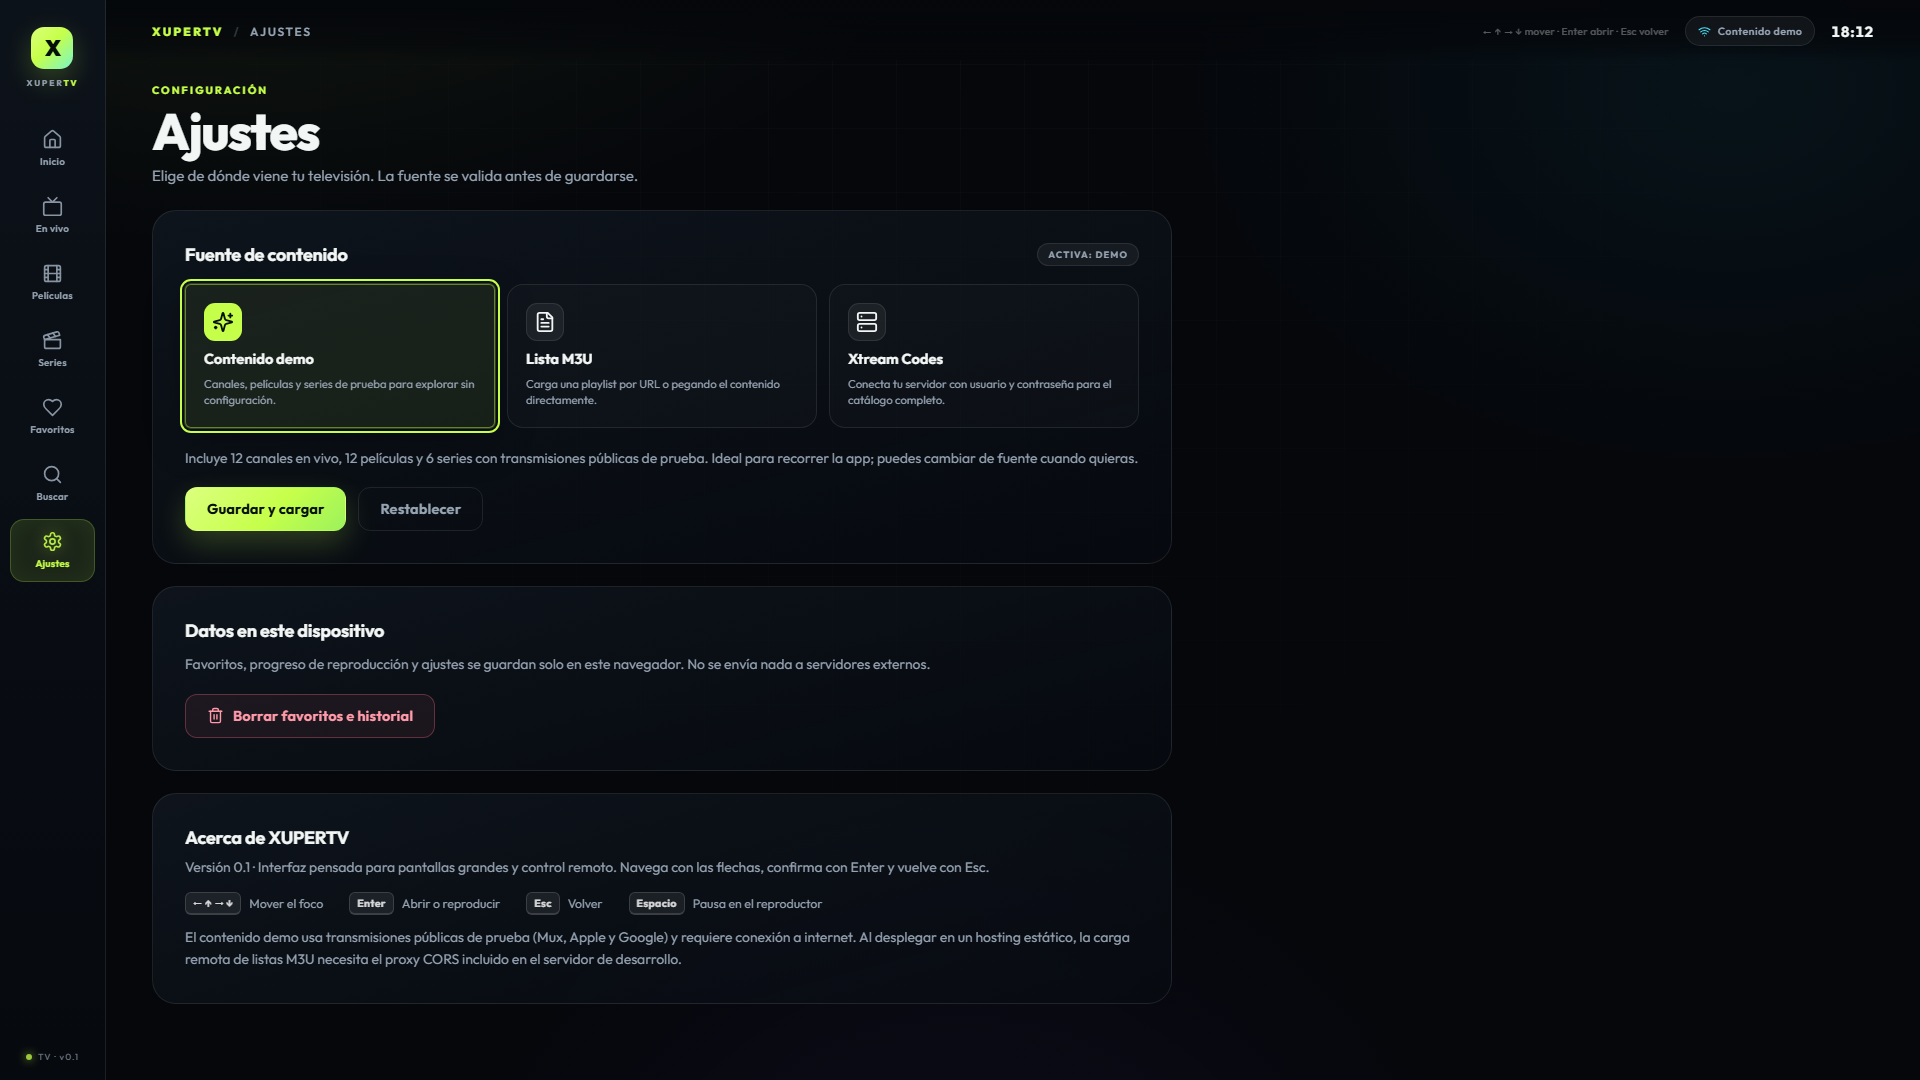 X
XUPERTV
Inicio
En vivo
Películas
Series
Favoritos
Buscar
Ajustes
TV · v0.1
XUPERTV / AJUSTES
←↑→↓ mover · Enter abrir · Esc volver
Contenido demo
18:12
CONFIGURACIÓN
Ajustes
Elige de dónde viene tu televisión. La fuente se valida antes de guardarse.
Fuente de contenido
ACTIVA: DEMO
Contenido demo
Canales, películas y series de prueba para explorar sin
configuración.
Lista M3U
Carga una playlist por URL o pegando el contenido
directamente.
Xtream Codes
Conecta tu servidor con usuario y contraseña para el
catálogo completo.
Incluye 12 canales en vivo, 12 películas y 6 series con transmisiones públicas de prueba. Ideal para recorrer la app; puedes cambiar de fuente cuando quieras.
Guardar y cargar
Restablecer
Datos en este dispositivo
Favoritos, progreso de reproducción y ajustes se guardan solo en este navegador. No se envía nada a servidores externos.
Borrar favoritos e historial
Acerca de XUPERTV
Versión 0.1 · Interfaz pensada para pantallas grandes y control remoto. Navega con las flechas, confirma con Enter y vuelve con Esc.
←↑→↓ Mover el foco Enter Abrir o reproducir Esc Volver Espacio Pausa en el reproductor
El contenido demo usa transmisiones públicas de prueba (Mux, Apple y Google) y requiere conexión a internet. Al desplegar en un hosting estático, la carga
remota de listas M3U necesita el proxy CORS incluido en el servidor de desarrollo.